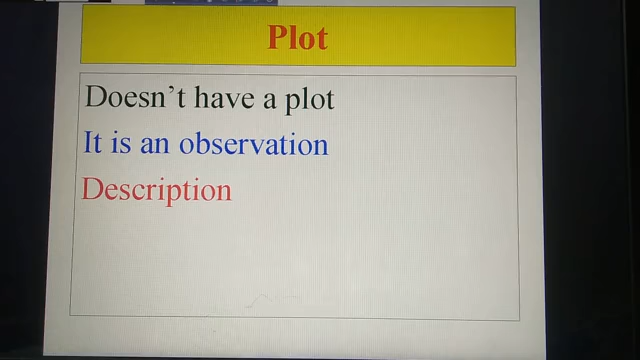 Plot
Doesn't have a plot
It is an observation
Description